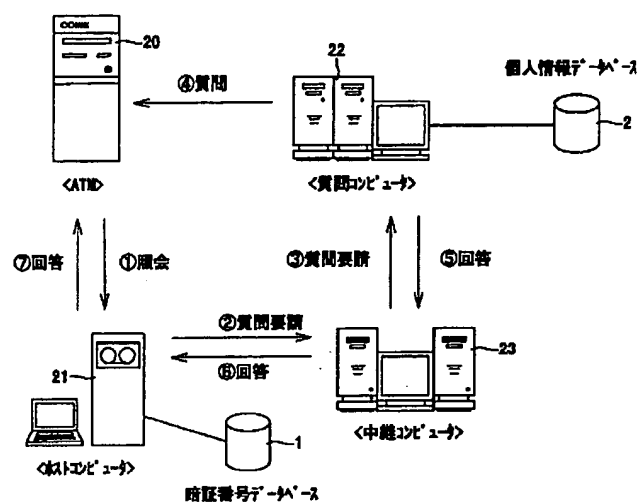 COMIX
20
22
個人情報データベース
④質問
2
<ATM>
<質問コンピュータ>
⑦回答
①照会
③質問要請
⑤回答
②質問要請
23
21
⑥回答
1
<中継コンピュータ>
<ホストコンピュータ>
暗証番号データベース